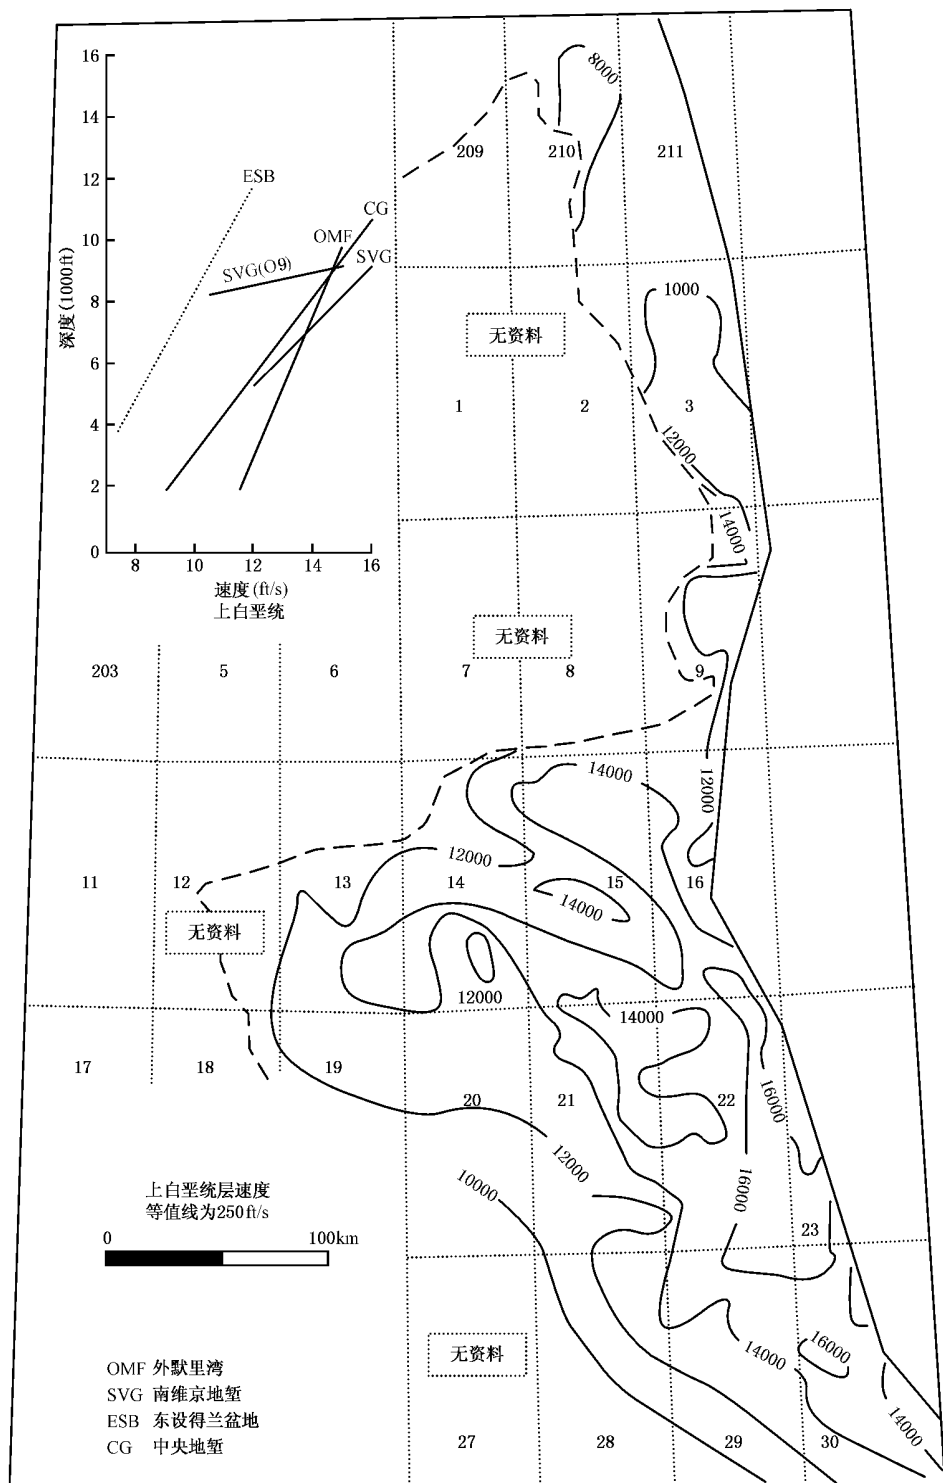 16
14
12
10
8
6
4
2
0
深度(1000ft)
ESB
CG
OMF
SVG
SVG(O9)
8 10 12 14 16
速度(ft/s)
上白垩统
8000
209 210 211
1000
无资料
1 2 3
12000
14000
无资料
203 5 6 7 8 9
12000
14000
12000
11 12 13 14 15 16
14000
无资料
12000
14000
17 18 19
20 21 22
16000
12000
10000
16000
23
上白垩统层速度
等值线为250ft/s
0 100km
无资料
14000
16000
14000
OMF 外默里湾
SVG 南维京地堑
ESB 东设得兰盆地
CG 中央地堑
27 28 29 30